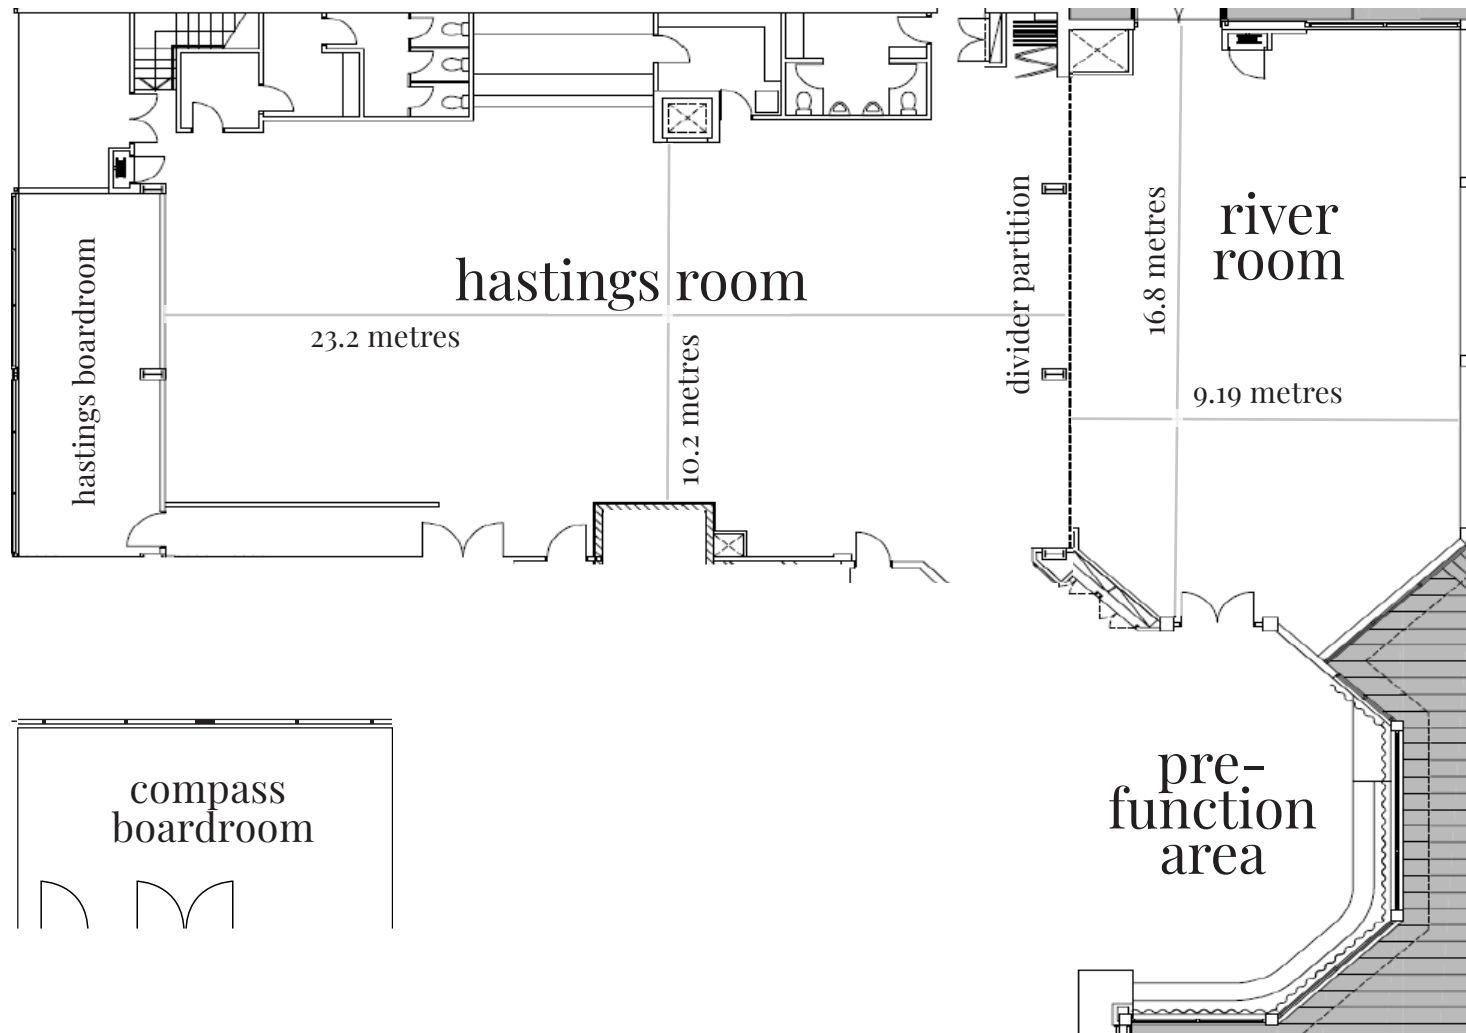 hastings room
23.2 metres
10.2 metres
hastings boardroom
divider partition
16.8 metres
river
room
9.19 metres
compass
boardroom
pre-
function
area